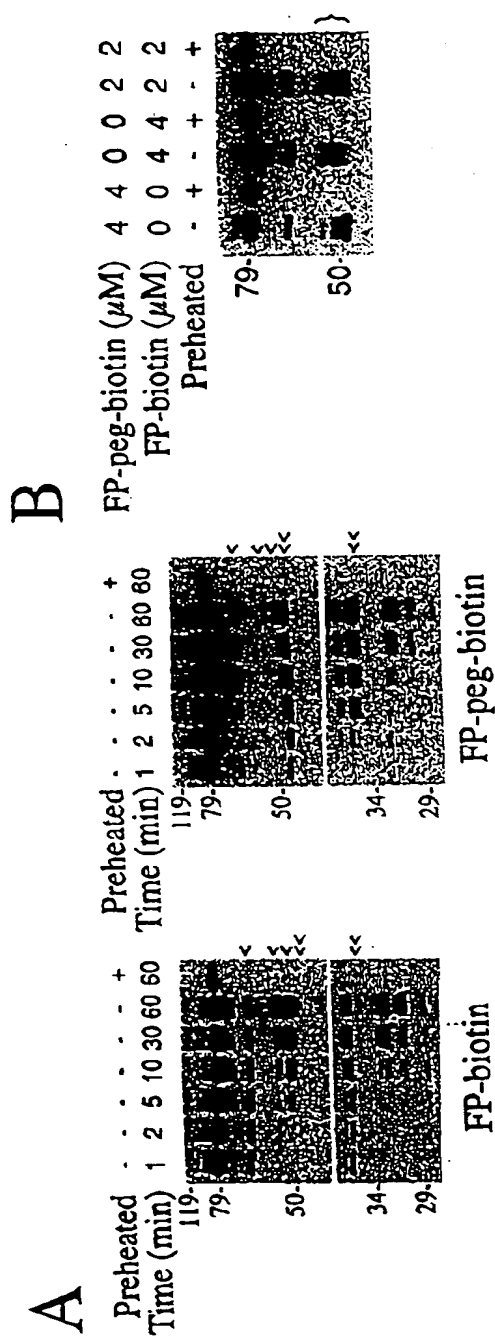 A
Preheated - - - - - - +
Time (min) 1 2 5 10 30 60 60
119-
79-
50-
34-
29-
FP-biotin
Preheated - - - - - - +
Time (min) 1 2 5 10 30 60 60
119-
79-
50-
34-
29-
FP-peg-biotin
B
FP-peg-biotin (μM) 4 4 0 0 2 2
FP-biotin (μM) 0 0 4 4 2 2
Preheated - + - + - +
79-
50-
}